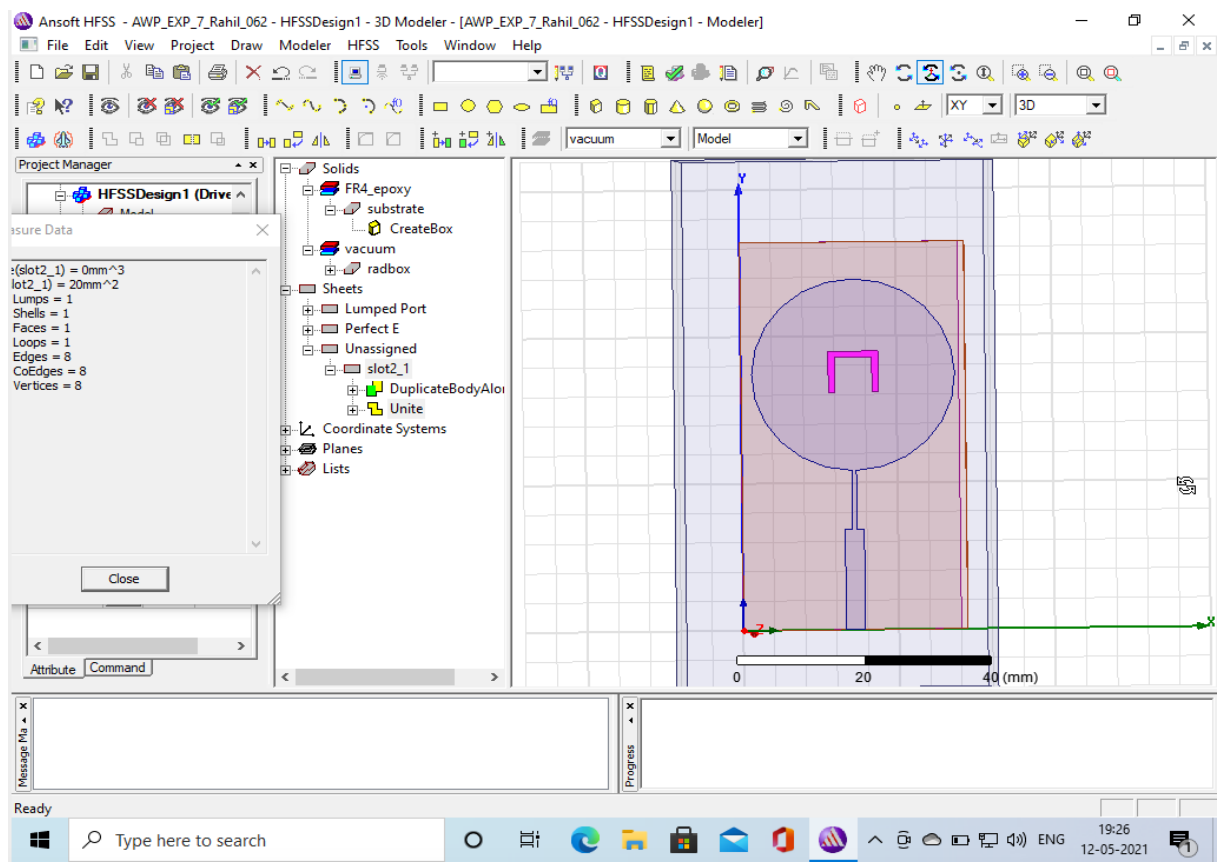 Ansoft HFSS - AWP_EXP_7_Rahil_062 - HFSSDesign1 - 3D Modeler - [AWP_EXP_7_Rahil_062 - HFSSDesign1 - Modeler]
File Edit View Project Draw Modeler HFSS Tools Window Help
XY 3D
vacuum Model
Project Manager
HFSSDesign1 (Drive
Model
asure Data
e(slot2_1) = 0mm^3
lot2_1) = 20mm^2
Lumps = 1
Shells = 1
Faces = 1
Loops = 1
Edges = 8
CoEdges = 8
Vertices = 8
Close
Attribute Command
Solids
FR4_epoxy
substrate
CreateBox
vacuum
radbox
Sheets
Lumped Port
Perfect E
Unassigned
slot2_1
DuplicateBodyAlon
Unite
Coordinate Systems
Planes
Lists
Y
Z
X
0 20 40 (mm)
Message Ma
Progress
Ready
Type here to search
ENG
19:26
12-05-2021
1